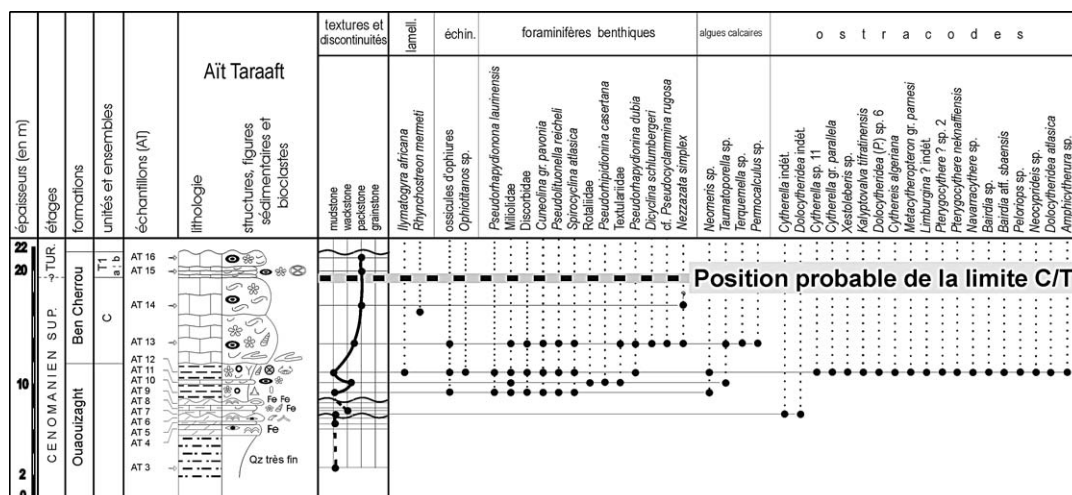 textures et
discontinuités
lamell.
échin.
foraminifères benthiques
algues calcaires
o s t r a c o d e s
épaisseurs (en m)
étages
formations
unités et ensembles
échantillons (AT)
Aït Taraaft
lithologie
structures, figures
sédimentaires et
bioclastes
mudstone
wackstone
packstone
grainstone
Ilymatogyra africana
Rhynchostreon mermeti
ossicules d'ophiures
Ophiotitanos sp.
Pseudorhapydionona laurinensis
Miliolidae
Discorbidae
Cuneolina gr. pavonia
Pseudolituonella reicheli
Spirocyclina atlasica
Rotaliidae
Pseudorhipidionina casertana
Textulariidae
Pseudorhapydionina dubia
Dicyclina schlumbergeri
cf. Pseudocyclammina rugosa
Nezzazata simplex
Neomeris sp.
Taumatoporella sp.
Terquemella sp.
Permocalculus sp.
Cytherella indét.
Dolocytheridea indét.
Cytherella sp. 11
Cytherella gr. parallela
Xestoleberis sp.
Kalyptovalva tifratinensis
Dolocytheridea (P.) sp. 6
Cythereis algeriana
Metacytheropteron gr. parnesi
Limburgina ? indét.
Pterygocythere ? sp. 2
Pterygocythere neknaffiensis
Navarracythere sp.
Bairdia sp.
Bairdia aff. sbaensis
Peloriops sp.
Neocyprideis sp.
Dolocytheridea atlasica
Amphicytherura sp.
22
20
10
2
0
TUR.
?
CENOMANIEN SUP.
Ben Cherrou
Ouaouizaght
T1
a
b
C
AT 16
AT 15
AT 14
AT 13
AT 12
AT 11
AT 10
AT 9
AT 8
AT 7
AT 6
AT 5
AT 4
AT 3
Fe Fe
Fe
Fe
Qz très fin
Position probable de la limite C/T